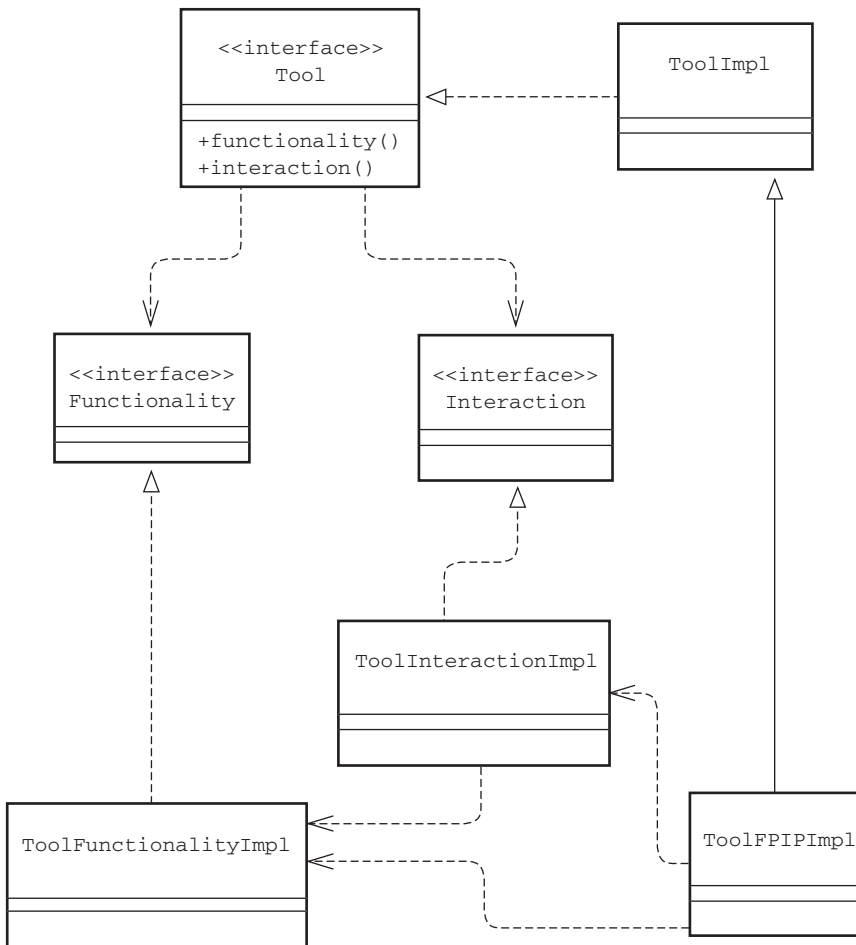 <<interface>>
Tool
+functionality()
+interaction()
ToolImpl
<<interface>>
Functionality
<<interface>>
Interaction
ToolInteractionImpl
ToolFunctionalityImpl
ToolFPIPImpl